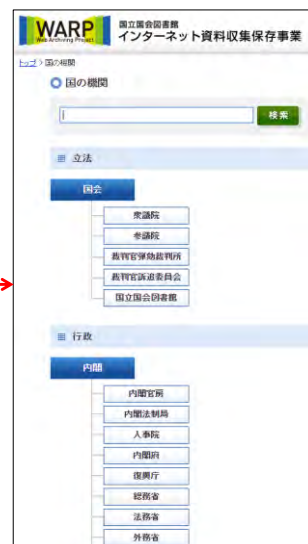 WARP
Web Archiving Project
国立国会図書館
インターネット資料収集保存事業
トップ > 国の機関
国の機関
検索
立法
国会
衆議院
参議院
裁判官弾劾裁判所
裁判官訴追委員会
国立国会図書館
行政
内閣
内閣官房
内閣法制局
人事院
内閣府
復興庁
総務省
法務省
外務省